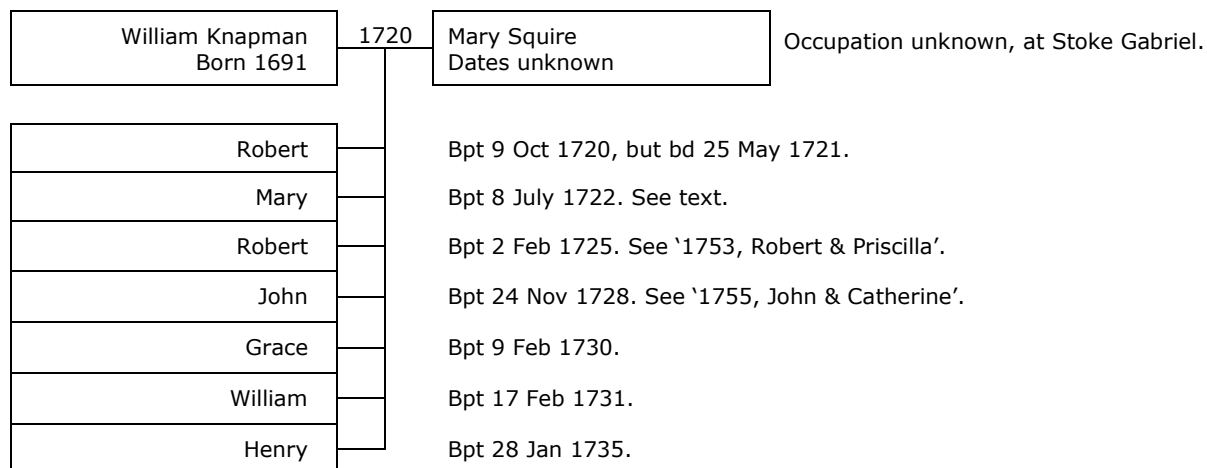 William Knapman
Born 1691
1720
Mary Squire
Dates unknown
Occupation unknown, at Stoke Gabriel.
Robert
Bpt 9 Oct 1720, but bd 25 May 1721.
Mary
Bpt 8 July 1722. See text.
Robert
Bpt 2 Feb 1725. See ‘1753, Robert & Priscilla’.
John
Bpt 24 Nov 1728. See ‘1755, John & Catherine’.
Grace
Bpt 9 Feb 1730.
William
Bpt 17 Feb 1731.
Henry
Bpt 28 Jan 1735.